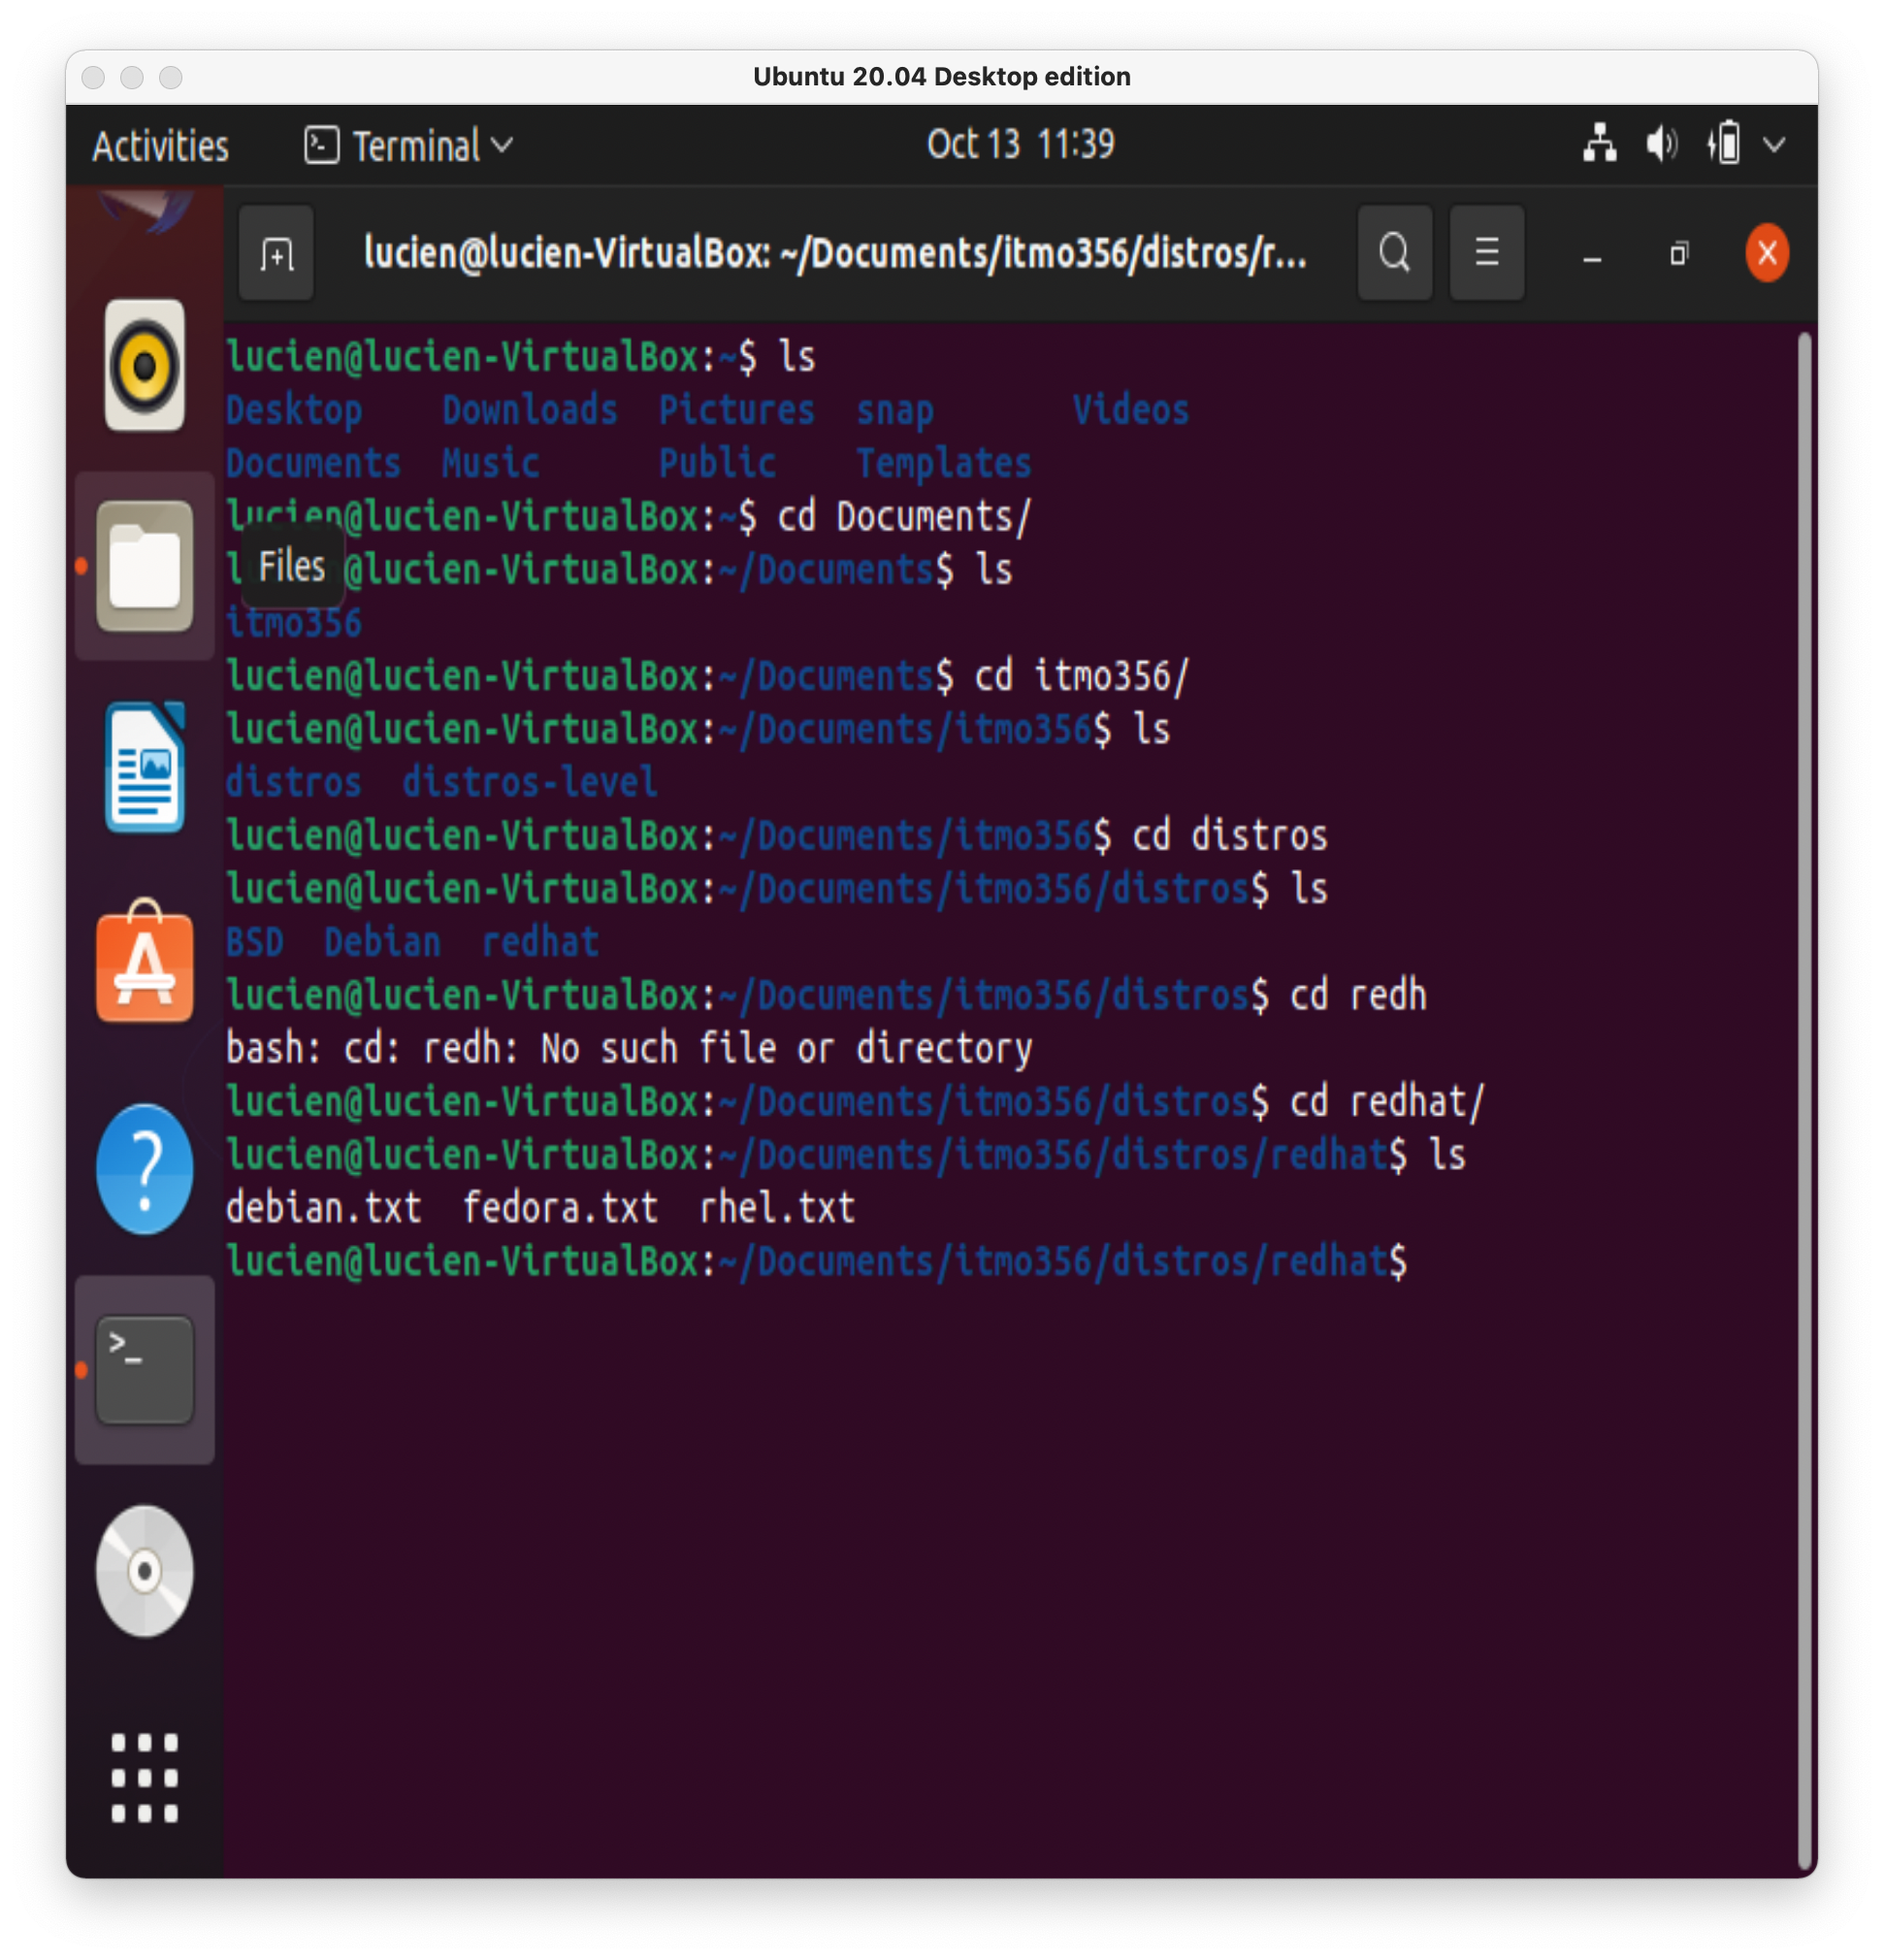 Ubuntu 20.04 Desktop edition
Activities Terminal Oct 13 11:39
lucien@lucien-VirtualBox: ~/Documents/itmo356/distros/r...
lucien@lucien-VirtualBox:~$ ls
Desktop Downloads Pictures snap Videos
Documents Music Public Templates
lucien@lucien-VirtualBox:~$ cd Documents/
l Files @lucien-VirtualBox:~/Documents$ ls
itmo356
lucien@lucien-VirtualBox:~/Documents$ cd itmo356/
lucien@lucien-VirtualBox:~/Documents/itmo356$ ls
distros distros-level
lucien@lucien-VirtualBox:~/Documents/itmo356$ cd distros
lucien@lucien-VirtualBox:~/Documents/itmo356/distros$ ls
BSD Debian redhat
lucien@lucien-VirtualBox:~/Documents/itmo356/distros$ cd redh
bash: cd: redh: No such file or directory
lucien@lucien-VirtualBox:~/Documents/itmo356/distros$ cd redhat/
lucien@lucien-VirtualBox:~/Documents/itmo356/distros/redhat$ ls
debian.txt fedora.txt rhel.txt
lucien@lucien-VirtualBox:~/Documents/itmo356/distros/redhat$